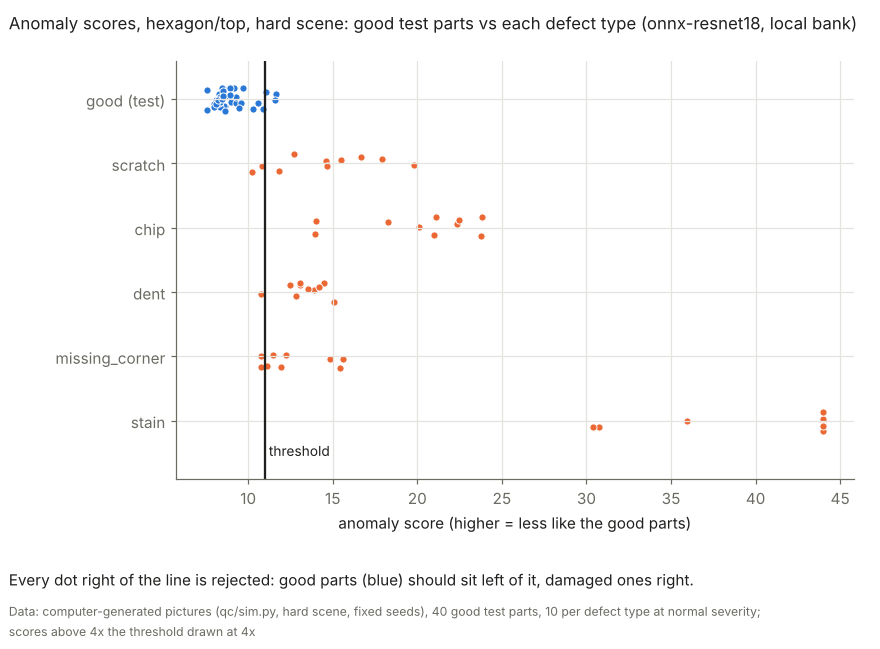 Anomaly scores, hexagon/top, hard scene: good test parts vs each defect type (onnx-resnet18, local bank)
good (test)
scratch
chip
dent
missing_corner
stain
threshold
10 15 20 25 30 35 40 45
anomaly score (higher = less like the good parts)
Every dot right of the line is rejected: good parts (blue) should sit left of it, damaged ones right.
Data: computer-generated pictures (qc/sim.py, hard scene, fixed seeds), 40 good test parts, 10 per defect type at normal severity;
scores above 4x the threshold drawn at 4x